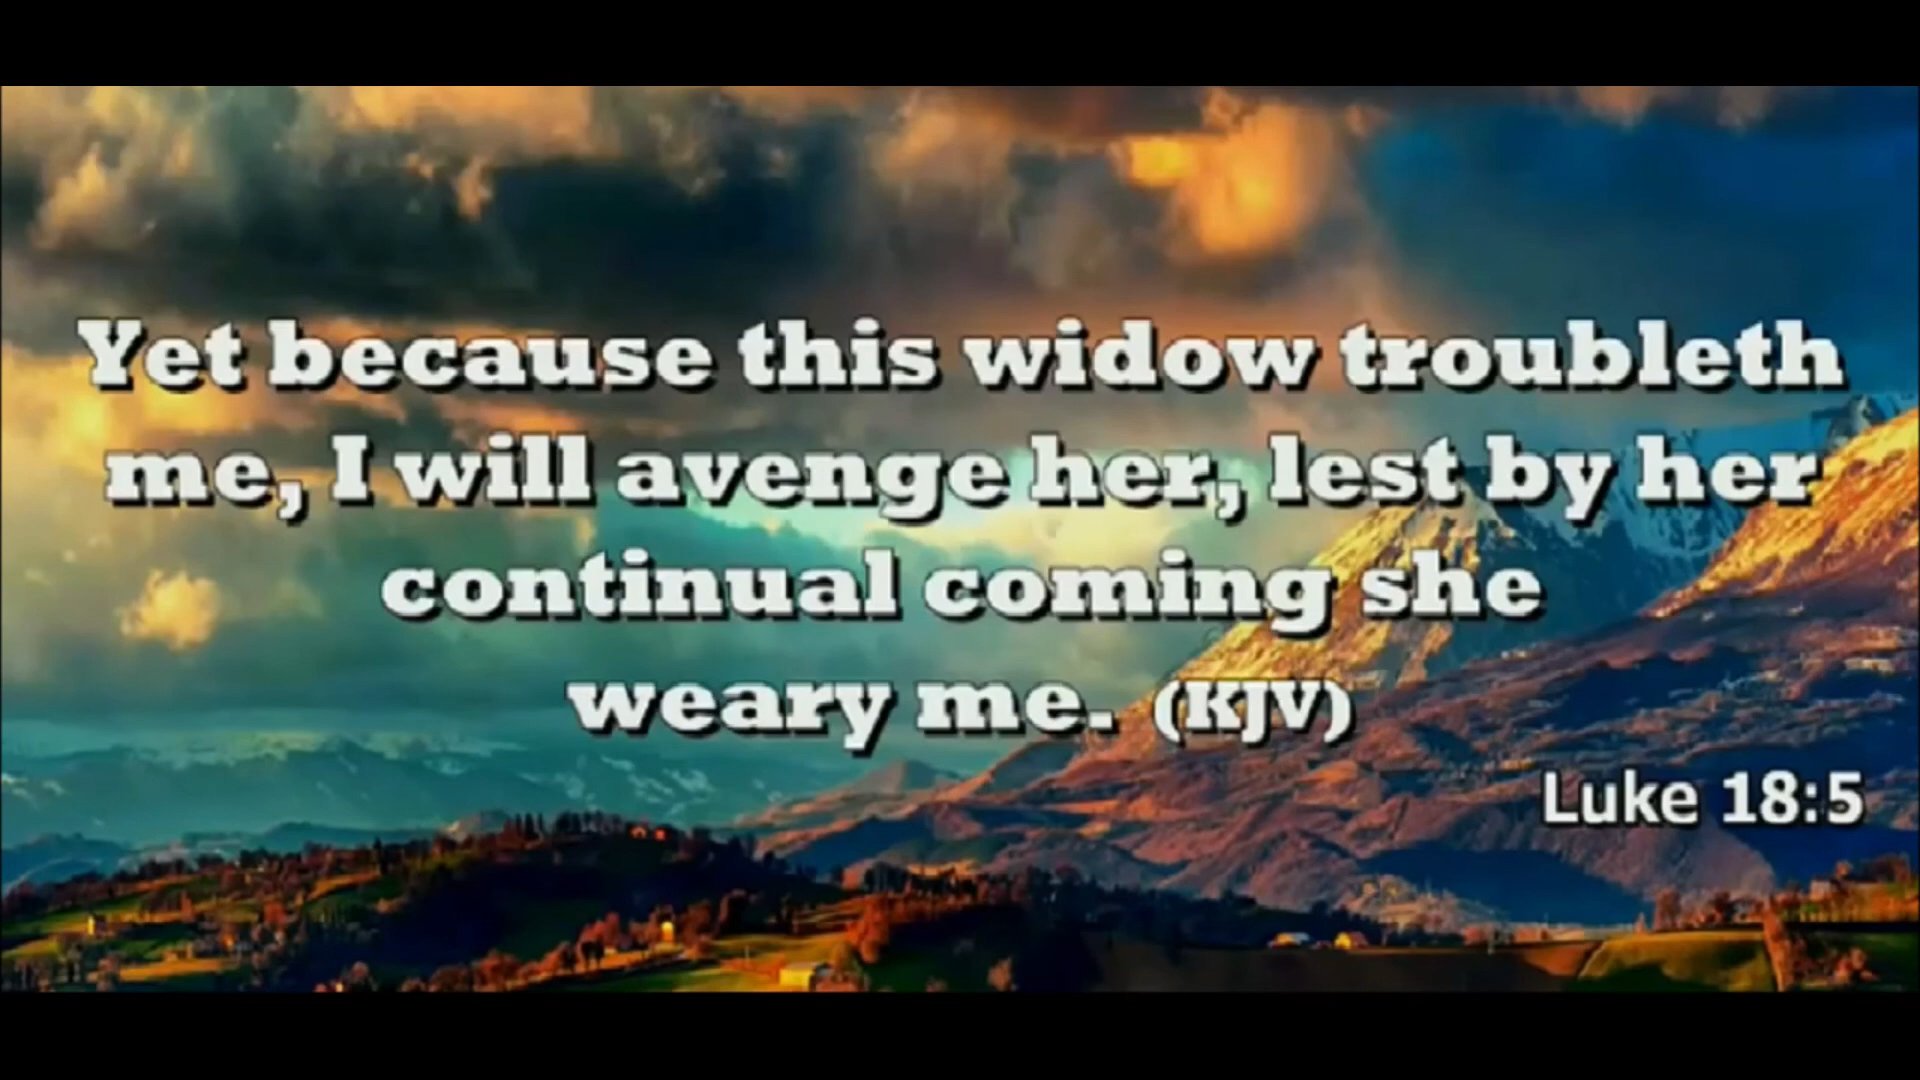 Yet because this widow troubleth
me, I will avenge her, lest by her
continual coming she
weary me. (KJV)
Luke 18:5